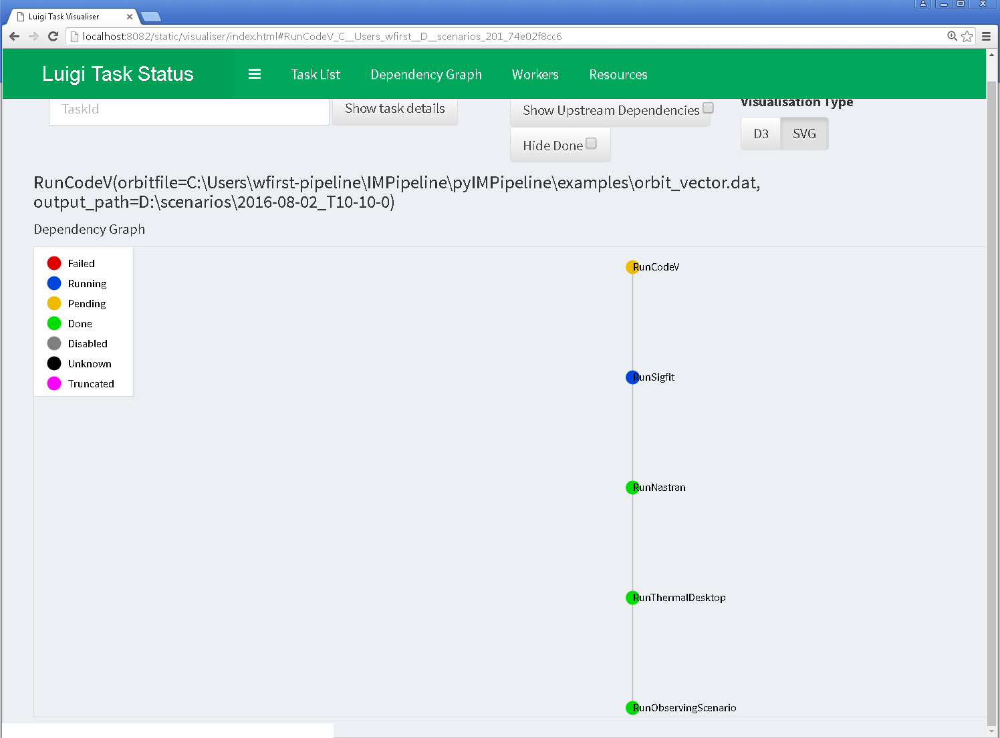 Luigi Task Visualiser
localhost:8082/static/visualiser/index.html#RunCodeV_C__Users_wfirst__D__scenarios_201_74e02f8cc6
Luigi Task Status
Task List
Dependency Graph
Workers
Resources
TaskId
Show task details
Show Upstream Dependencies
Hide Done
Visualisation Type
D3
SVG
RunCodeV(orbitfile=C:\Users\wfirst-pipeline\IMPipeline\pyIMPipeline\examples\orbit_vector.dat,
output_path=D:\scenarios\2016-08-02_T10-10-0)
Dependency Graph
Failed
Running
Pending
Done
Disabled
Unknown
Truncated
RunCodeV
RunSigfit
RunNastran
RunThermalDesktop
RunObservingScenario